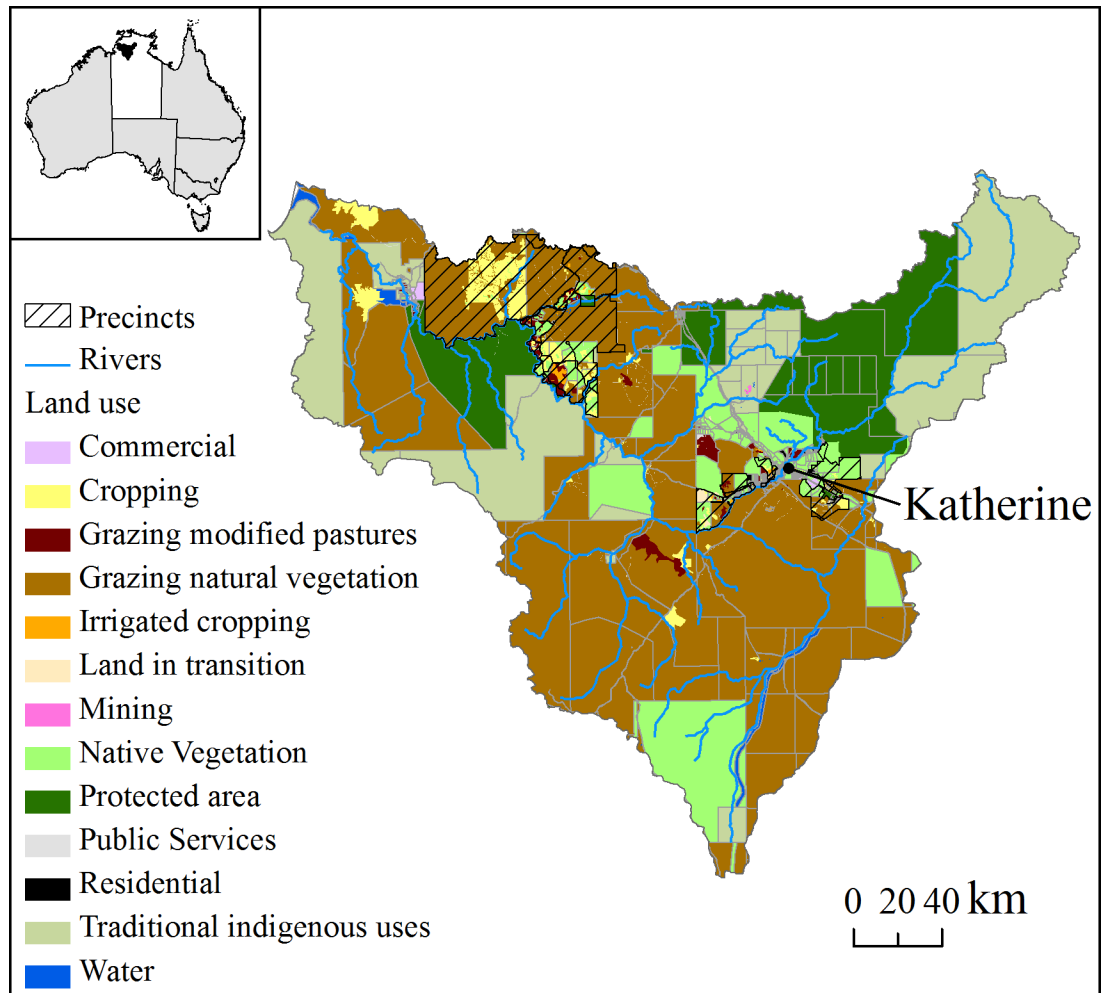 Precincts
Rivers
Land use
Commercial
Cropping
Grazing modified pastures
Grazing natural vegetation
Irrigated cropping
Land in transition
Mining
Native Vegetation
Protected area
Public Services
Residential
Traditional indigenous uses
Water
Katherine
0 20 40 km